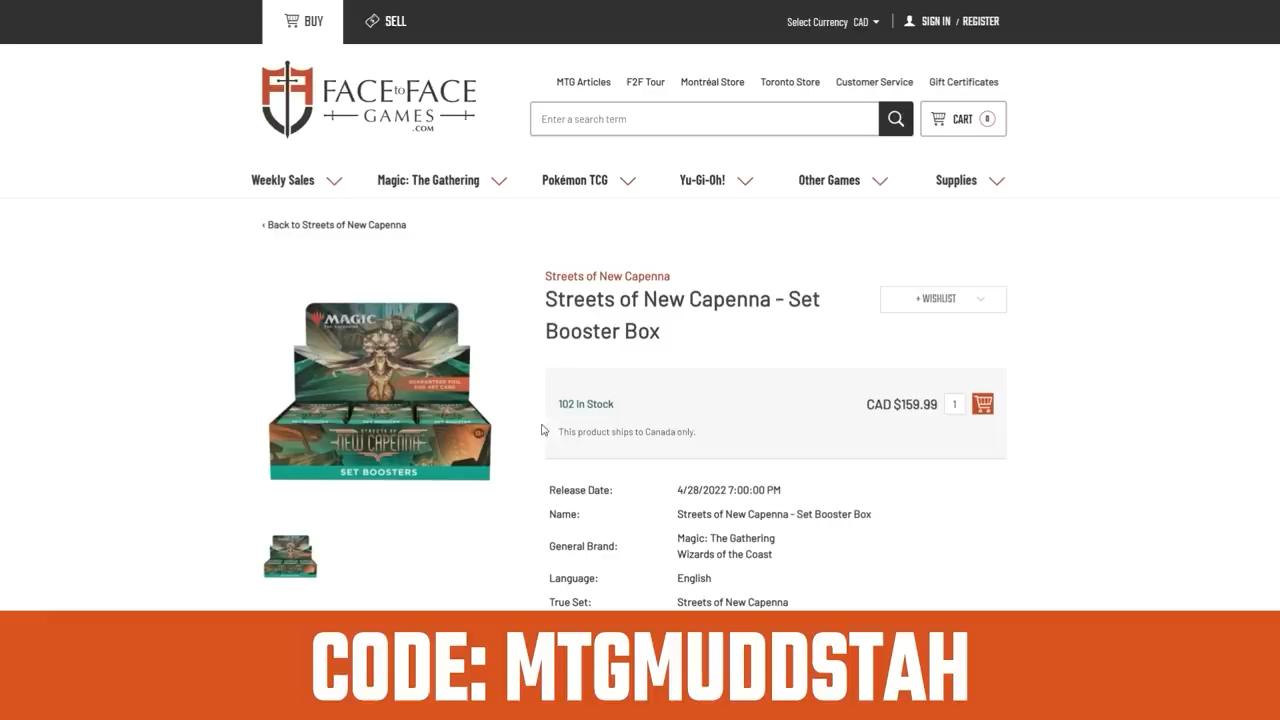 BUY
SELL
Select Currency CAD
SIGN IN / REGISTER
FACE to FACE
GAMES
.COM
MTG Articles
F2F Tour
Montréal Store
Toronto Store
Customer Service
Gift Certificates
Enter a search term
CART 0
Weekly Sales
Magic: The Gathering
Pokémon TCG
Yu-Gi-Oh!
Other Games
Supplies
‹ Back to Streets of New Capenna
Streets of New Capenna
Streets of New Capenna - Set
Booster Box
+ WISHLIST
MAGIC
STREETS OF
NEW CAPENNA
SET BOOSTERS
102 In Stock
CAD $159.99
1
This product ships to Canada only.
Release Date: 4/28/2022 7:00:00 PM
Name: Streets of New Capenna - Set Booster Box
General Brand: Magic: The Gathering
Wizards of the Coast
Language: English
True Set: Streets of New Capenna
CODE: MTGMUDDSTAH